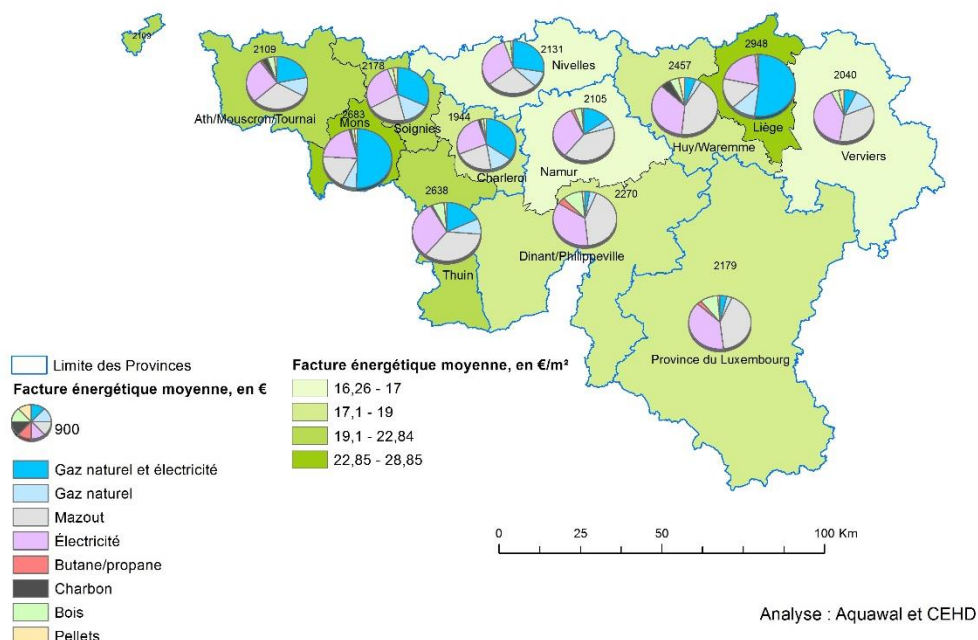 2109
2109
2178
2131
Nivelles
2948
2457
2040
Ath/Mouscron/Tournai
2683
Mons
Soignies
1944
2105
Liège
Huy/Waremme
Charleroi
Namur
Verviers
2638
2270
Dinant/Philippeville
Thuin
2179
Province du Luxembourg
Limite des Provinces
Facture énergétique moyenne, en €
900
Gaz naturel et électricité
Gaz naturel
Mazout
Électricité
Butane/propane
Charbon
Bois
Pellets
Facture énergétique moyenne, en €/m²
16,26 - 17
17,1 - 19
19,1 - 22,84
22,85 - 28,85
0 25 50 100 Km
Analyse : Aquawal et CEHD